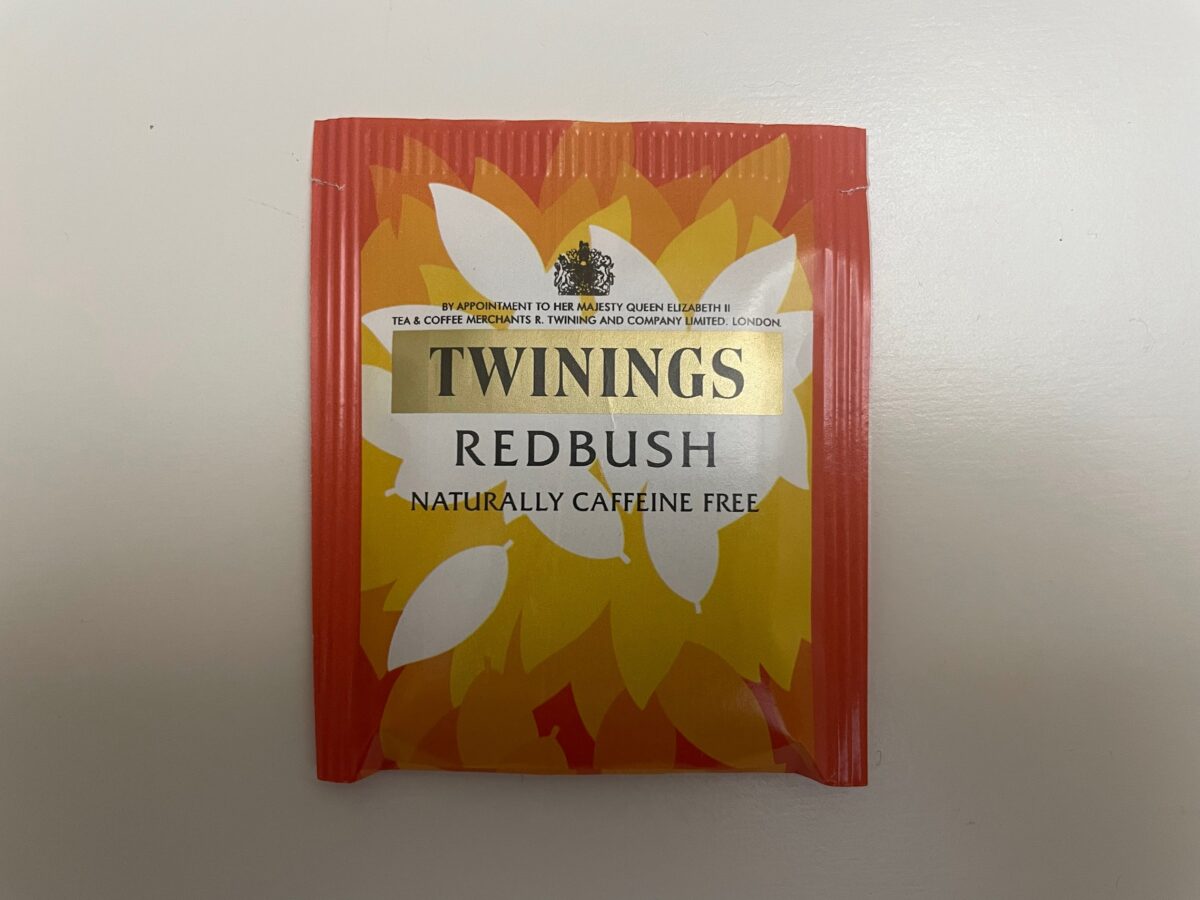 BY APPOINTMENT TO HER MAJESTY QUEEN ELIZABETH II
TEA & COFFEE MERCHANTS R. TWINING AND COMPANY LIMITED. LONDON.
TWININGS
REDBUSH
NATURALLY CAFFEINE FREE